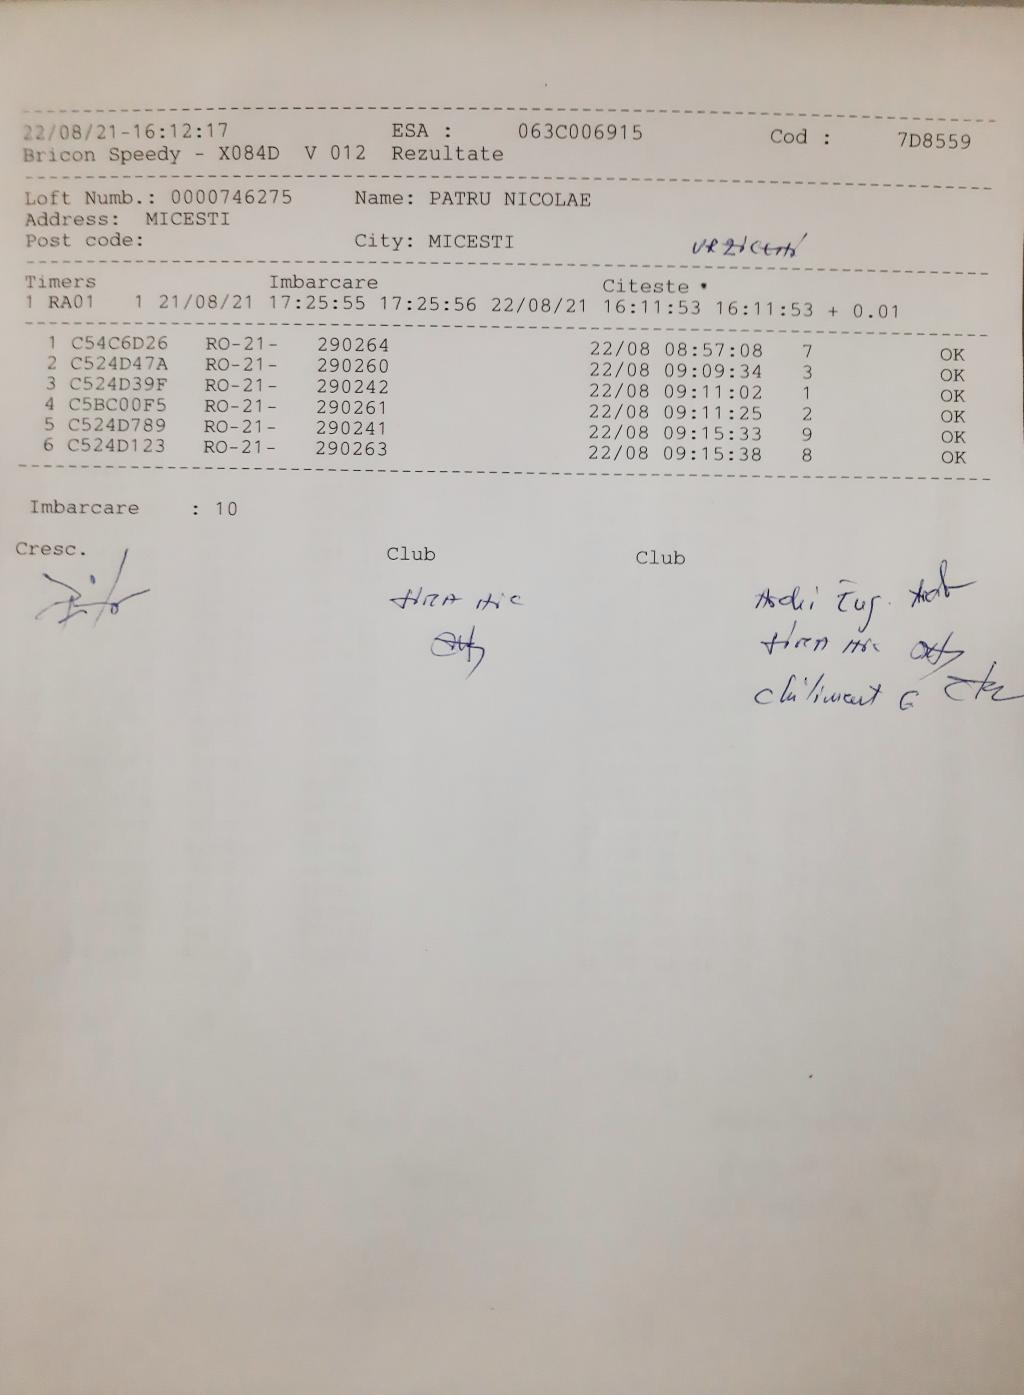 22/08/21-16:12:17 ESA : 063C006915 Cod : 7D8559
Bricon Speedy - X084D V 012 Rezultate
Loft Numb.: 0000746275 Name: PATRU NICOLAE
Address: MICESTI
Post code: City: MICESTI
Timers Imbarcare Citeste
1 RA01 1 21/08/21 17:25:55 17:25:56 22/08/21 16:11:53 16:11:53 + 0.01
1 C54C6D26 RO-21- 290264 22/08 08:57:08 7 OK
2 C524D47A RO-21- 290260 22/08 09:09:34 3 OK
3 C524D39F RO-21- 290242 22/08 09:11:02 1 OK
4 C5BC00F5 RO-21- 290261 22/08 09:11:25 2 OK
5 C524D789 RO-21- 290241 22/08 09:15:33 9 OK
6 C524D123 RO-21- 290263 22/08 09:15:38 8 OK
Imbarcare : 10
Cresc. Club Club